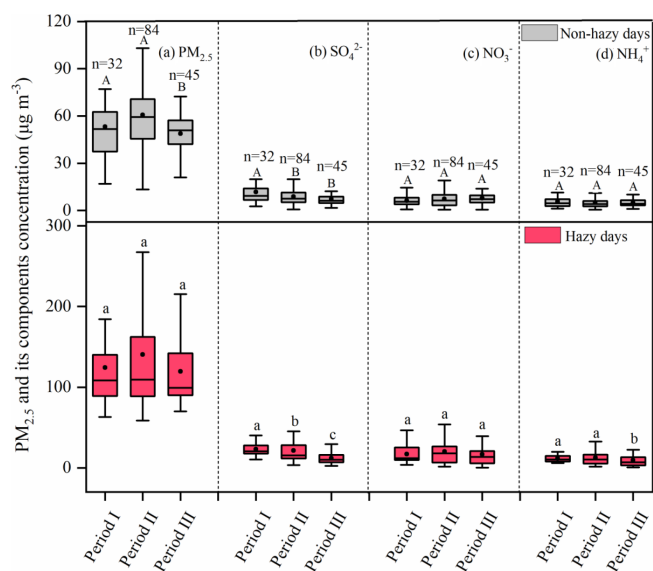 PM2.5 and its components concentration (μg m-3)
120
90
60
30
0
300
200
100
0
(a) PM2.5
(b) SO42-
(c) NO3-
(d) NH4+
Non-hazy days
n=32
A
n=84
A
n=45
B
n=32
A
n=84
B
n=45
B
n=32
A
n=84
A
n=45
A
n=32
A
n=84
A
n=45
A
Hazy days
a
a
a
a
b
c
a
a
a
a
a
b
Period I
Period II
Period III
Period I
Period II
Period III
Period I
Period II
Period III
Period I
Period II
Period III